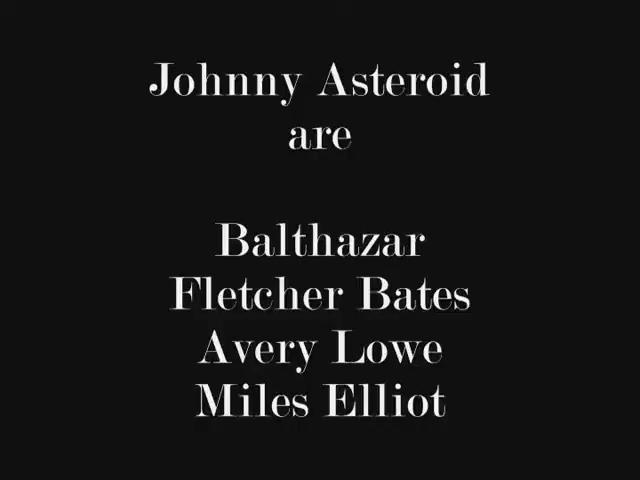 Johnny Asteroid
are
Balthazar
Fletcher Bates
Avery Lowe
Miles Elliot